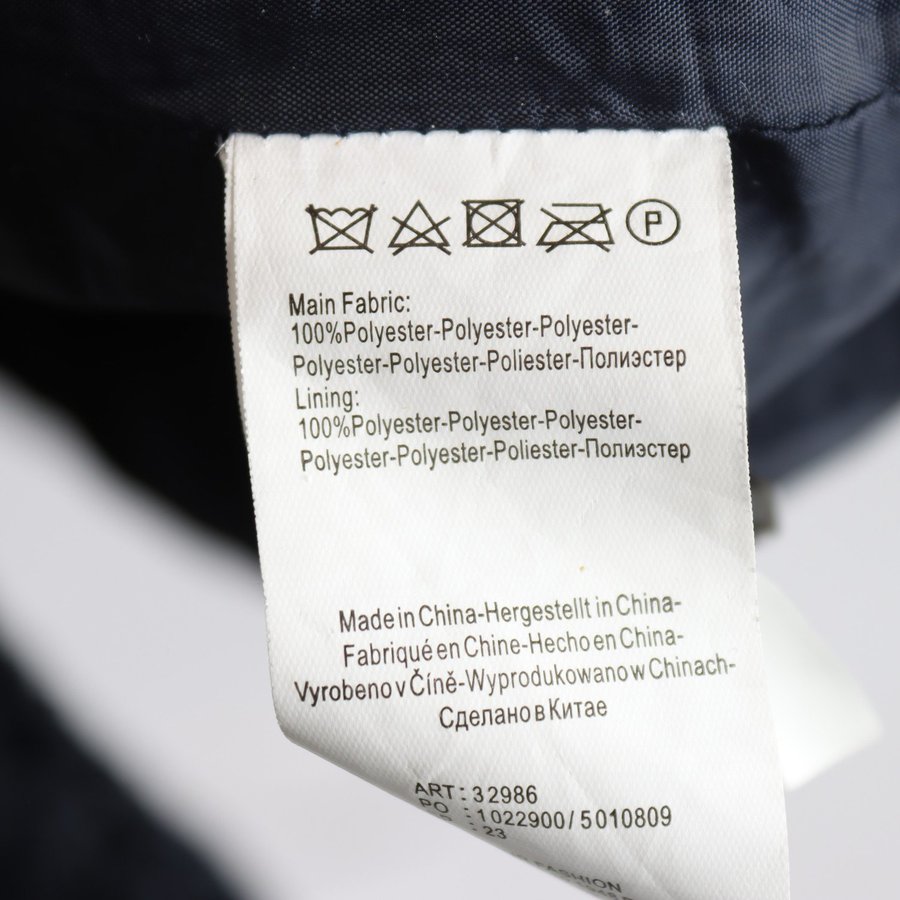 P
Main Fabric:
100%Polyester-Polyester-Polyester-
Polyester-Polyester-Poliester-Полиэстер
Lining:
100%Polyester-Polyester-Polyester-
Polyester-Polyester-Poliester-Полиэстер
Made in China-Hergestellt in China-
Fabriqué en Chine-Hecho en China-
Vyrobeno v Číně-Wyprodukowano w Chinach-
Сделано в Китае
ART: 32986
PO : 1022900/5010809
: 23
FASHION